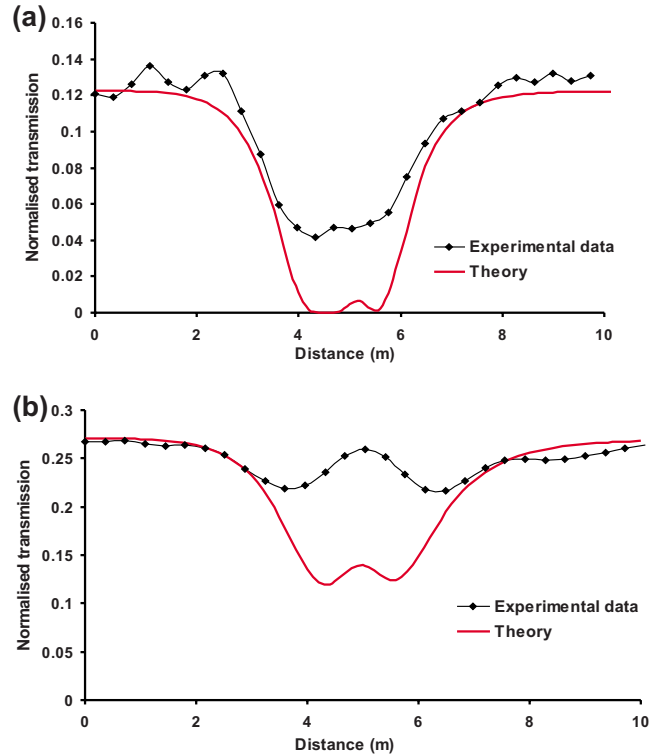 (a)
Normalised transmission
0.16
0.14
0.12
0.1
0.08
0.06
0.04
0.02
0
Experimental data
Theory
0 2 4 6 8 10
Distance (m)
(b)
Normalised transmission
0.3
0.25
0.2
0.15
0.1
0.05
0
Experimental data
Theory
0 2 4 6 8 10
Distance (m)